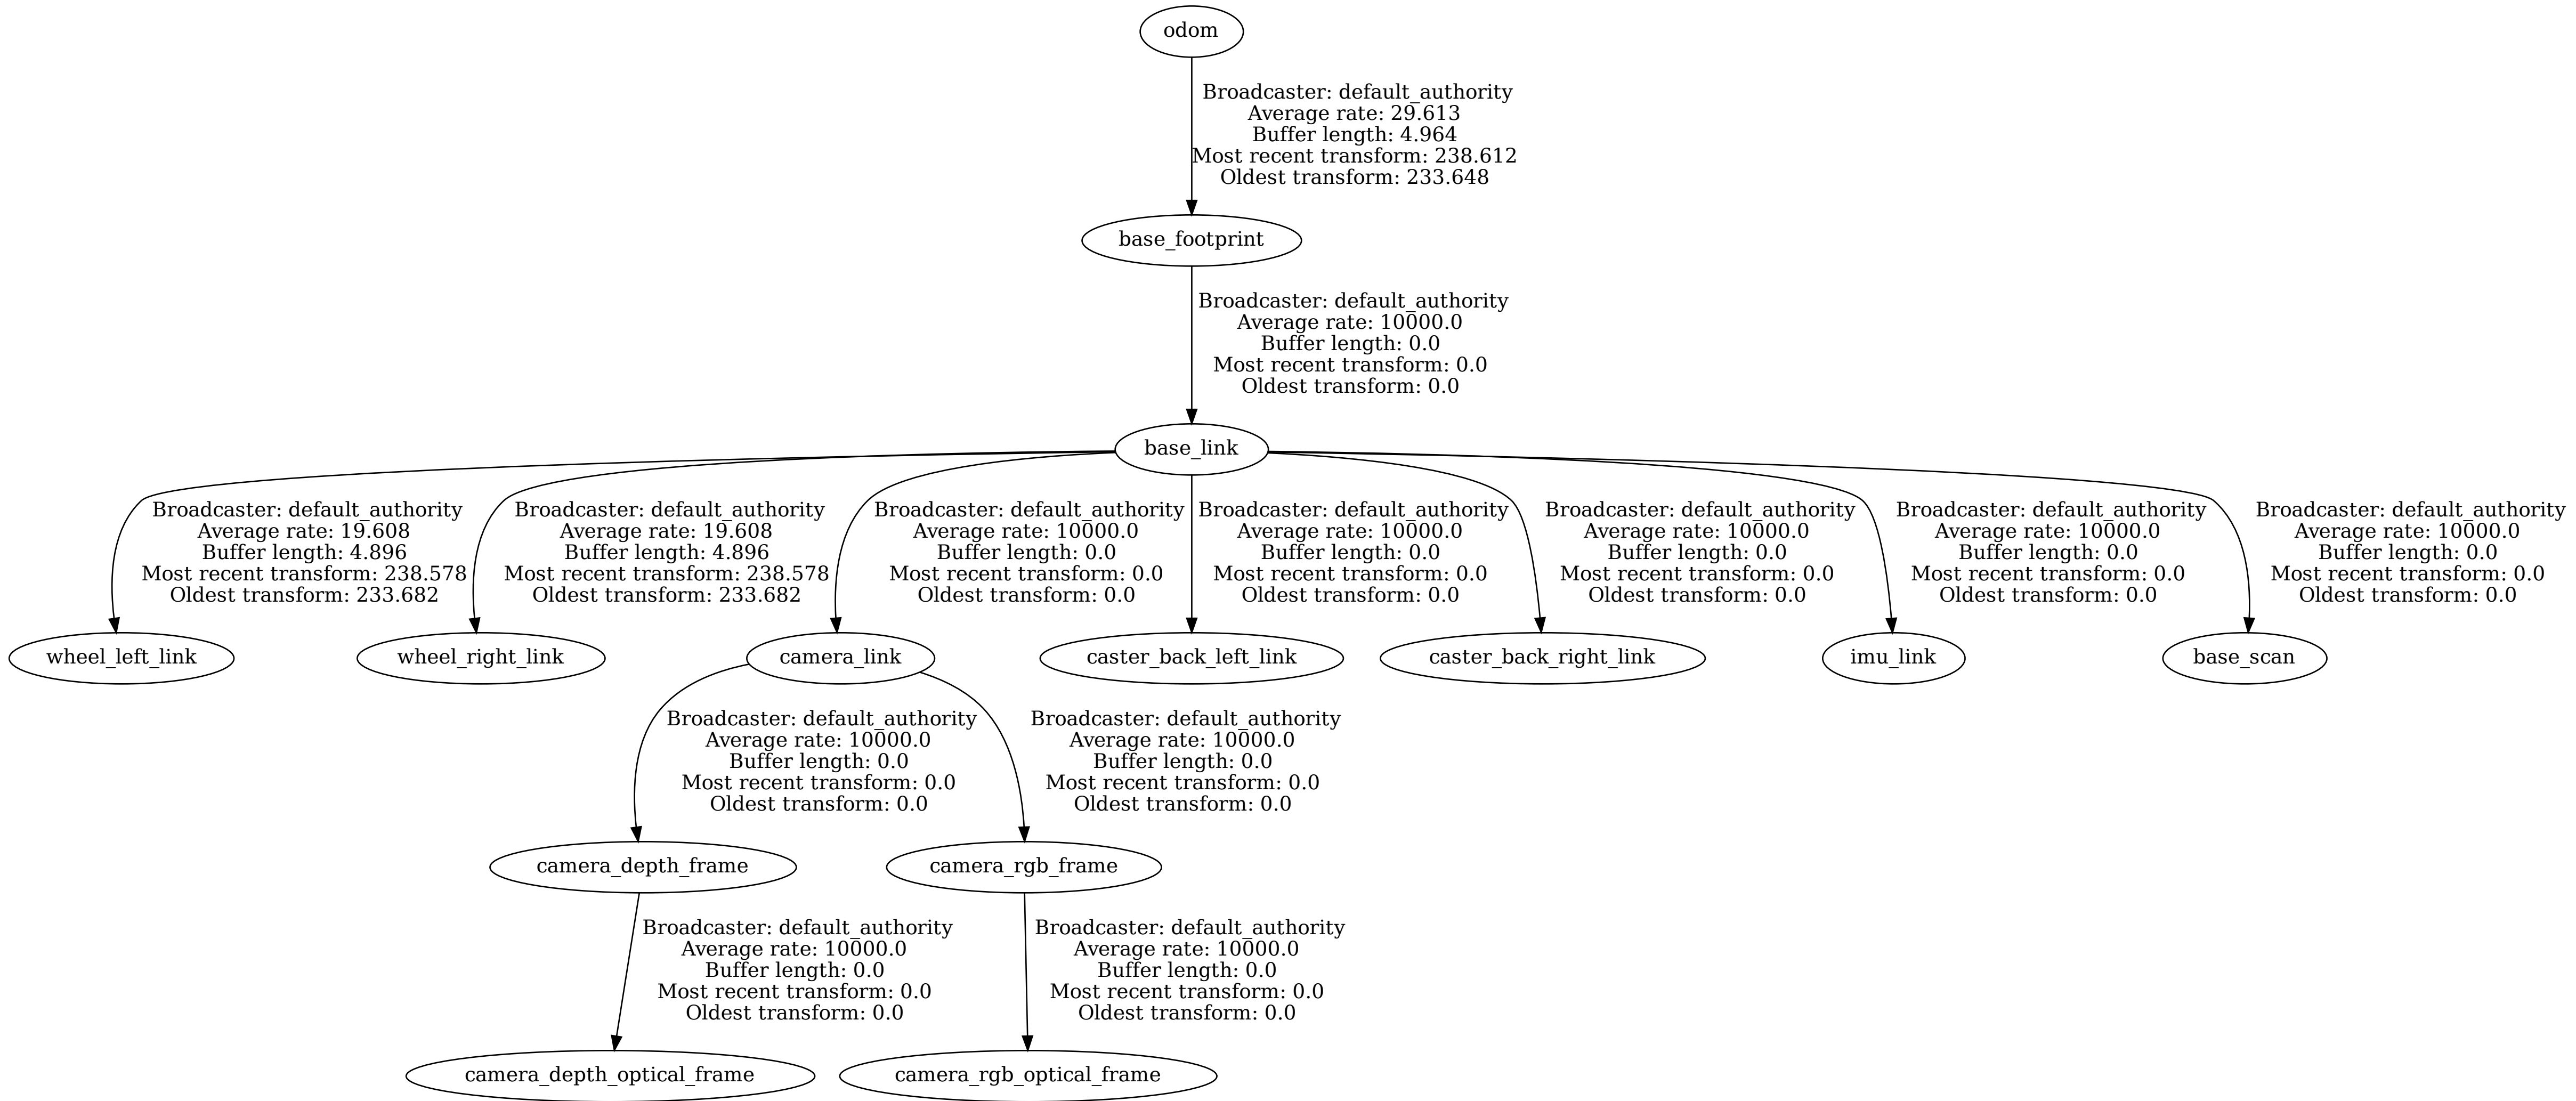 odom
Broadcaster: default_authority
Average rate: 29.613
Buffer length: 4.964
Most recent transform: 238.612
Oldest transform: 233.648
base_footprint
Broadcaster: default_authority
Average rate: 10000.0
Buffer length: 0.0
Most recent transform: 0.0
Oldest transform: 0.0
base_link
Broadcaster: default_authority
Average rate: 19.608
Buffer length: 4.896
Most recent transform: 238.578
Oldest transform: 233.682
Broadcaster: default_authority
Average rate: 19.608
Buffer length: 4.896
Most recent transform: 238.578
Oldest transform: 233.682
Broadcaster: default_authority
Average rate: 10000.0
Buffer length: 0.0
Most recent transform: 0.0
Oldest transform: 0.0
Broadcaster: default_authority
Average rate: 10000.0
Buffer length: 0.0
Most recent transform: 0.0
Oldest transform: 0.0
Broadcaster: default_authority
Average rate: 10000.0
Buffer length: 0.0
Most recent transform: 0.0
Oldest transform: 0.0
Broadcaster: default_authority
Average rate: 10000.0
Buffer length: 0.0
Most recent transform: 0.0
Oldest transform: 0.0
Broadcaster: default_authority
Average rate: 10000.0
Buffer length: 0.0
Most recent transform: 0.0
Oldest transform: 0.0
wheel_left_link
wheel_right_link
camera_link
caster_back_left_link
caster_back_right_link
imu_link
base_scan
Broadcaster: default_authority
Average rate: 10000.0
Buffer length: 0.0
Most recent transform: 0.0
Oldest transform: 0.0
Broadcaster: default_authority
Average rate: 10000.0
Buffer length: 0.0
Most recent transform: 0.0
Oldest transform: 0.0
camera_depth_frame
camera_rgb_frame
Broadcaster: default_authority
Average rate: 10000.0
Buffer length: 0.0
Most recent transform: 0.0
Oldest transform: 0.0
Broadcaster: default_authority
Average rate: 10000.0
Buffer length: 0.0
Most recent transform: 0.0
Oldest transform: 0.0
camera_depth_optical_frame
camera_rgb_optical_frame